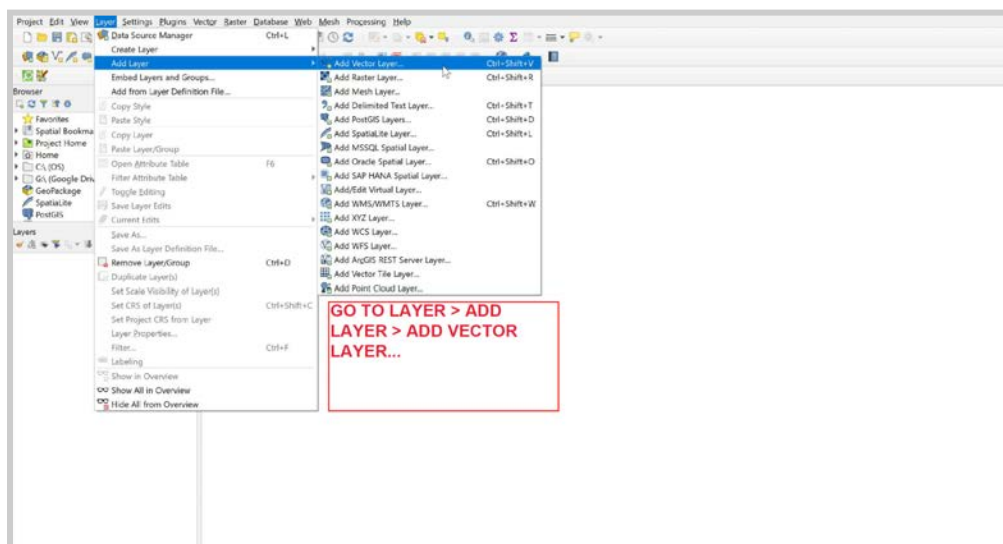 Project Edit View Layer Settings Plugins Vector Raster Database Web Mesh Processing Help
Data Source Manager Ctrl+L
Create Layer
Add Layer
Embed Layers and Groups...
Add from Layer Definition File...
Copy Style
Paste Style
Copy Layer
Paste Layer/Group
Open Attribute Table F6
Filter Attribute Table
Toggle Editing
Save Layer Edits
Current Edits
Save As...
Save As Layer Definition File...
Remove Layer/Group Ctrl+D
Duplicate Layer(s)
Set Scale Visibility of Layer(s)
Set CRS of Layer(s) Ctrl+Shift+C
Set Project CRS from Layer
Layer Properties...
Filter... Ctrl+F
Labeling
Show in Overview
Show All in Overview
Hide All from Overview
Add Vector Layer... Ctrl+Shift+V
Add Raster Layer... Ctrl+Shift+R
Add Mesh Layer...
Add Delimited Text Layer... Ctrl+Shift+T
Add PostGIS Layers... Ctrl+Shift+D
Add SpatiaLite Layer... Ctrl+Shift+L
Add MSSQL Spatial Layer...
Add Oracle Spatial Layer... Ctrl+Shift+O
Add SAP HANA Spatial Layer...
Add/Edit Virtual Layer...
Add WMS/WMTS Layer... Ctrl+Shift+W
Add XYZ Layer...
Add WCS Layer...
Add WFS Layer...
Add ArcGIS REST Server Layer...
Add Vector Tile Layer...
Add Point Cloud Layer...
Browser
Favorites
Spatial Bookma
Project Home
Home
C:\ (OS)
G:\ (Google Driv
GeoPackage
SpatiaLite
PostGIS
Layers
GO TO LAYER > ADD
LAYER > ADD VECTOR
LAYER...